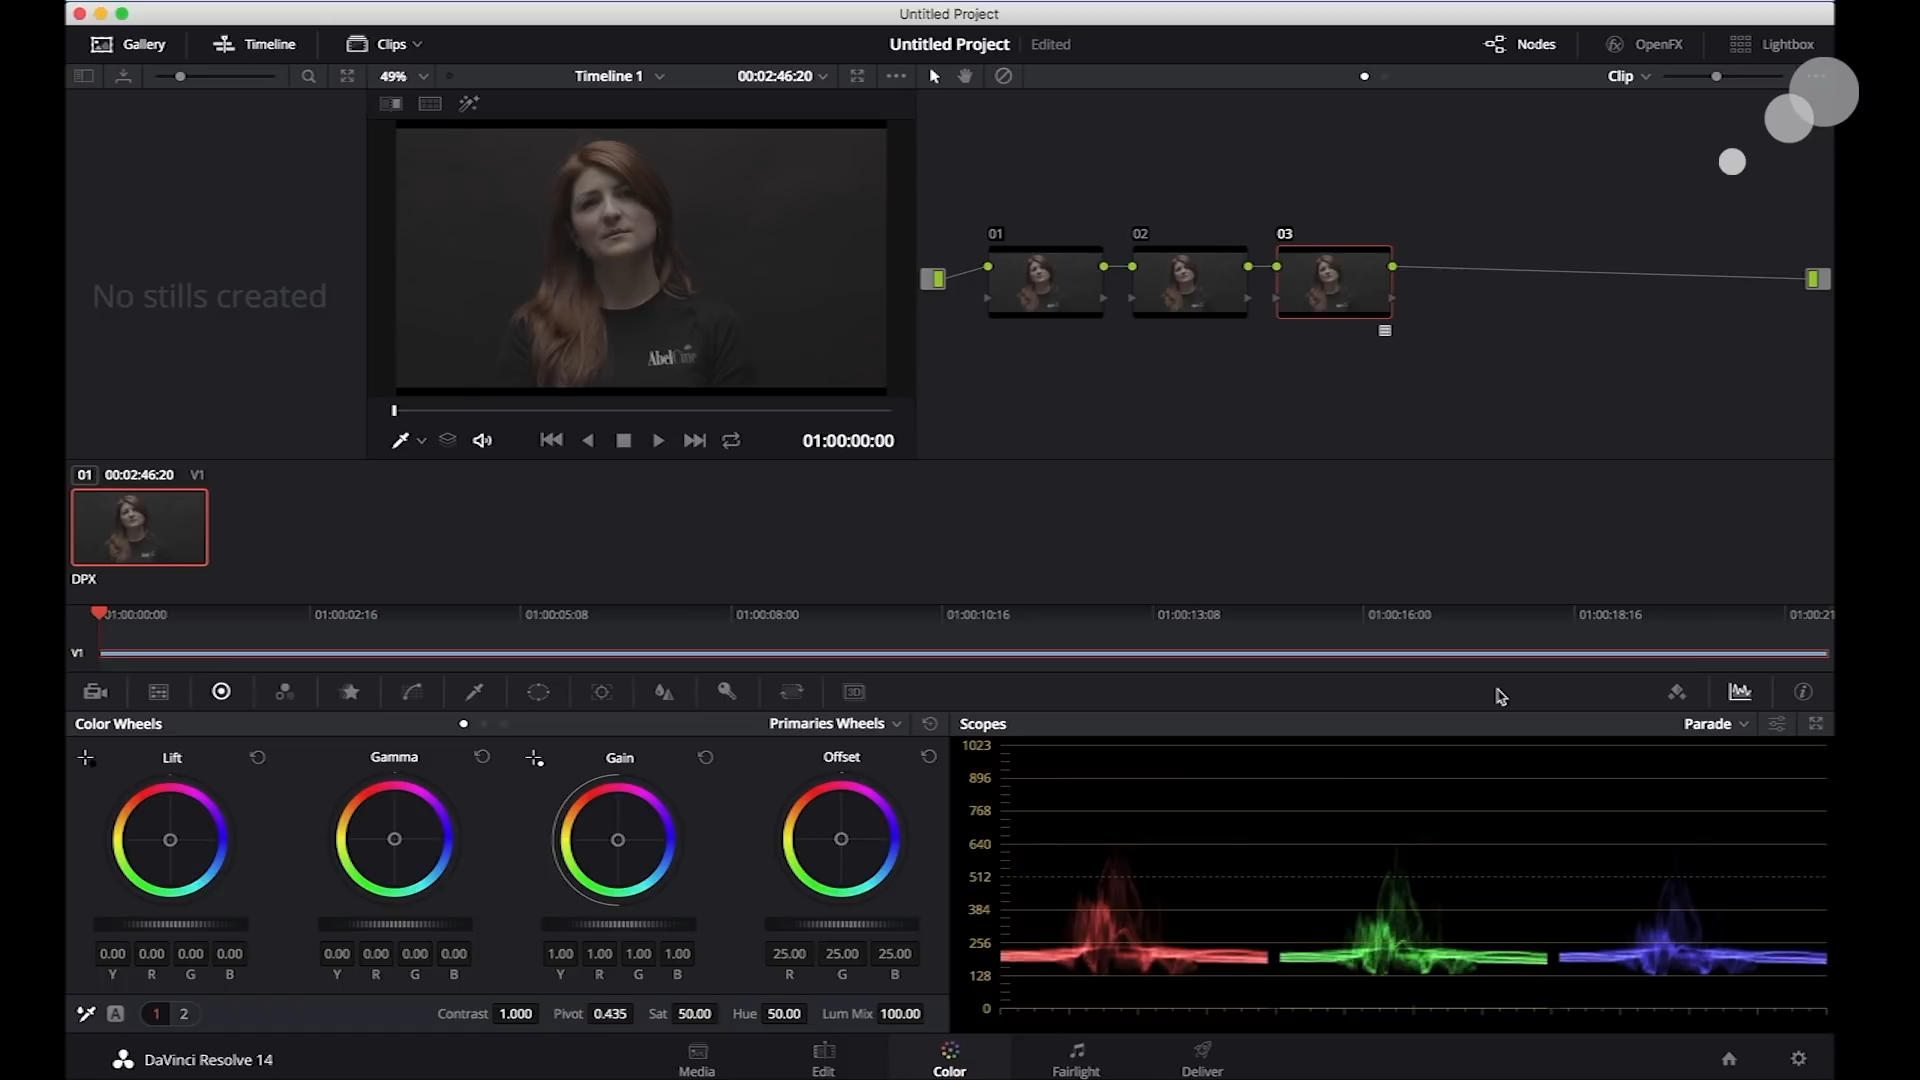 Untitled Project
Gallery Timeline Clips Untitled Project Edited Nodes OpenFX Lightbox
49% Timeline 1 00:02:46:20 Clip
No stills created
AbelCine
01 02 03
01:00:00:00
01 00:02:46:20 V1
DPX
01:00:00:00 01:00:02:16 01:00:05:08 01:00:08:00 01:00:10:16 01:00:13:08 01:00:16:00 01:00:18:16 01:00:21
V1
3D
Color Wheels Primaries Wheels Scopes Parade
Lift Gamma Gain Offset
1023
896
768
640
512
384
256
128
0
0.00 0.00 0.00 0.00 0.00 0.00 0.00 0.00 1.00 1.00 1.00 1.00 25.00 25.00 25.00
Y R G B Y R G B Y R G B R G B
A 1 2 Contrast 1.000 Pivot 0.435 Sat 50.00 Hue 50.00 Lum Mix 100.00
DaVinci Resolve 14 Media Edit Color Fairlight Deliver